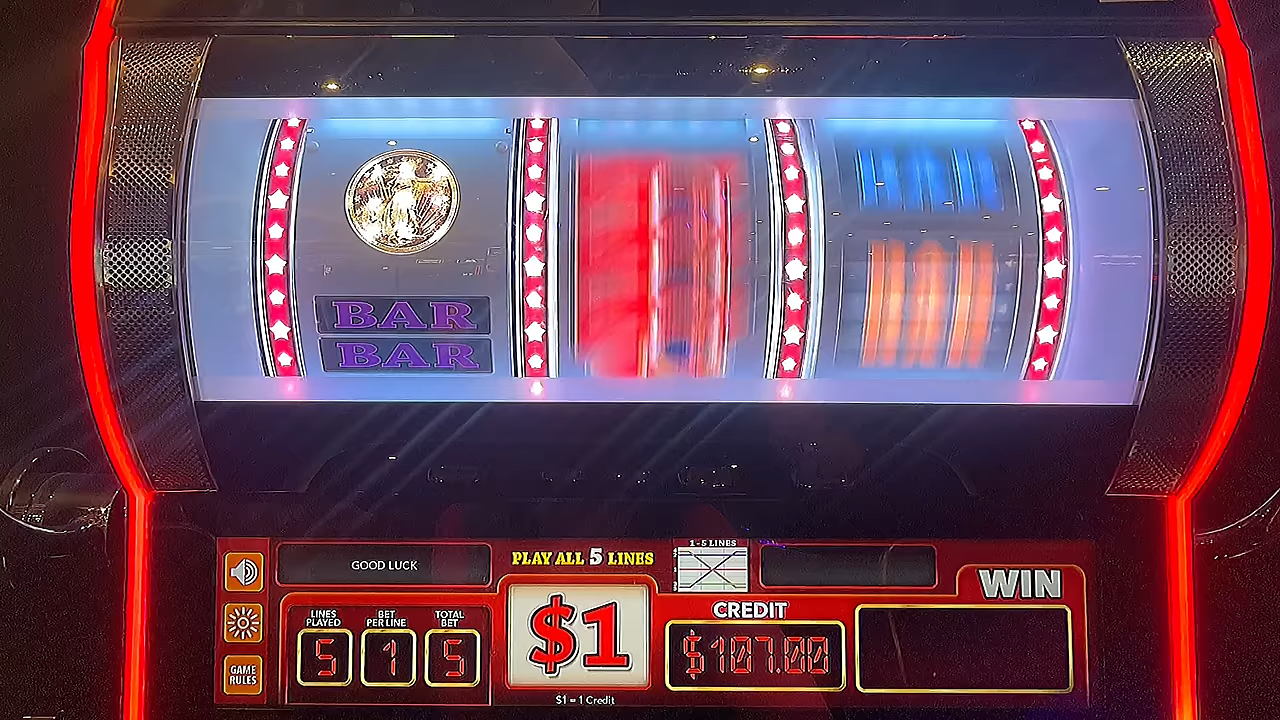 BAR
BAR
GOOD LUCK
PLAY ALL 5 LINES
1-5 LINES
WIN
LINES PLAYED
BET PER LINE
TOTAL BET
5
1
5
$1
CREDIT
$107.00
GAME RULES
$1 = 1 Credit